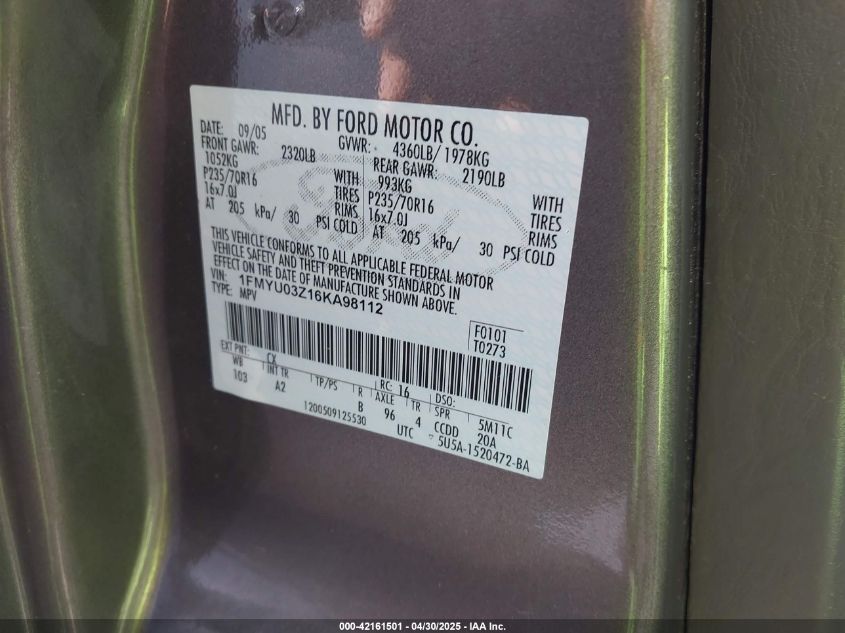 MFD. BY FORD MOTOR CO.
DATE: 09/05 GVWR: 4360LB/ 1978KG
FRONT GAWR: 2320LB REAR GAWR: 2190LB
1052KG WITH 993KG WITH
P235/70R16 TIRES P235/70R16 TIRES
16x7.0J RIMS 16x7.0J RIMS
AT 205 kPa/ 30 PSI COLD AT 205 kPa/ 30 PSI COLD
THIS VEHICLE CONFORMS TO ALL APPLICABLE FEDERAL MOTOR
VEHICLE SAFETY AND THEFT PREVENTION STANDARDS IN
EFFECT ON THE DATE OF MANUFACTURE SHOWN ABOVE.
VIN: 1FMYU03Z16KA98112
TYPE: MPV
F0101
T0273
EXT PNT: CX RC: 16 DSO:
WB INT TR TP/PS R AXLE TR SPR 5M11C
103 A2 B 96 4 CCDD 20A
1200509125530 UTC 5U5A-1520472-BA
Ford
000-42161501 | 04/30/2025 - IAA Inc.